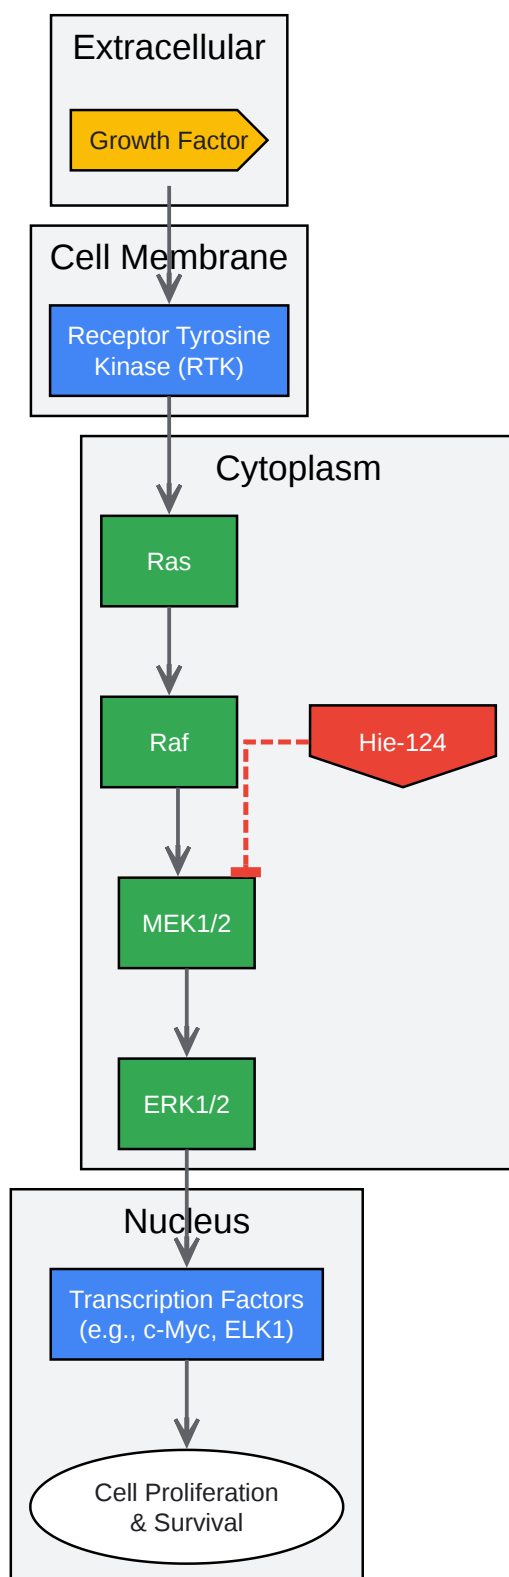 Extracellular
Growth Factor
Cell Membrane
Receptor Tyrosine
Kinase (RTK)
Cytoplasm
Ras
Raf
Hie-124
MEK1/2
ERK1/2
Nucleus
Transcription Factors
(e.g., c-Myc, ELK1)
Cell Proliferation
& Survival